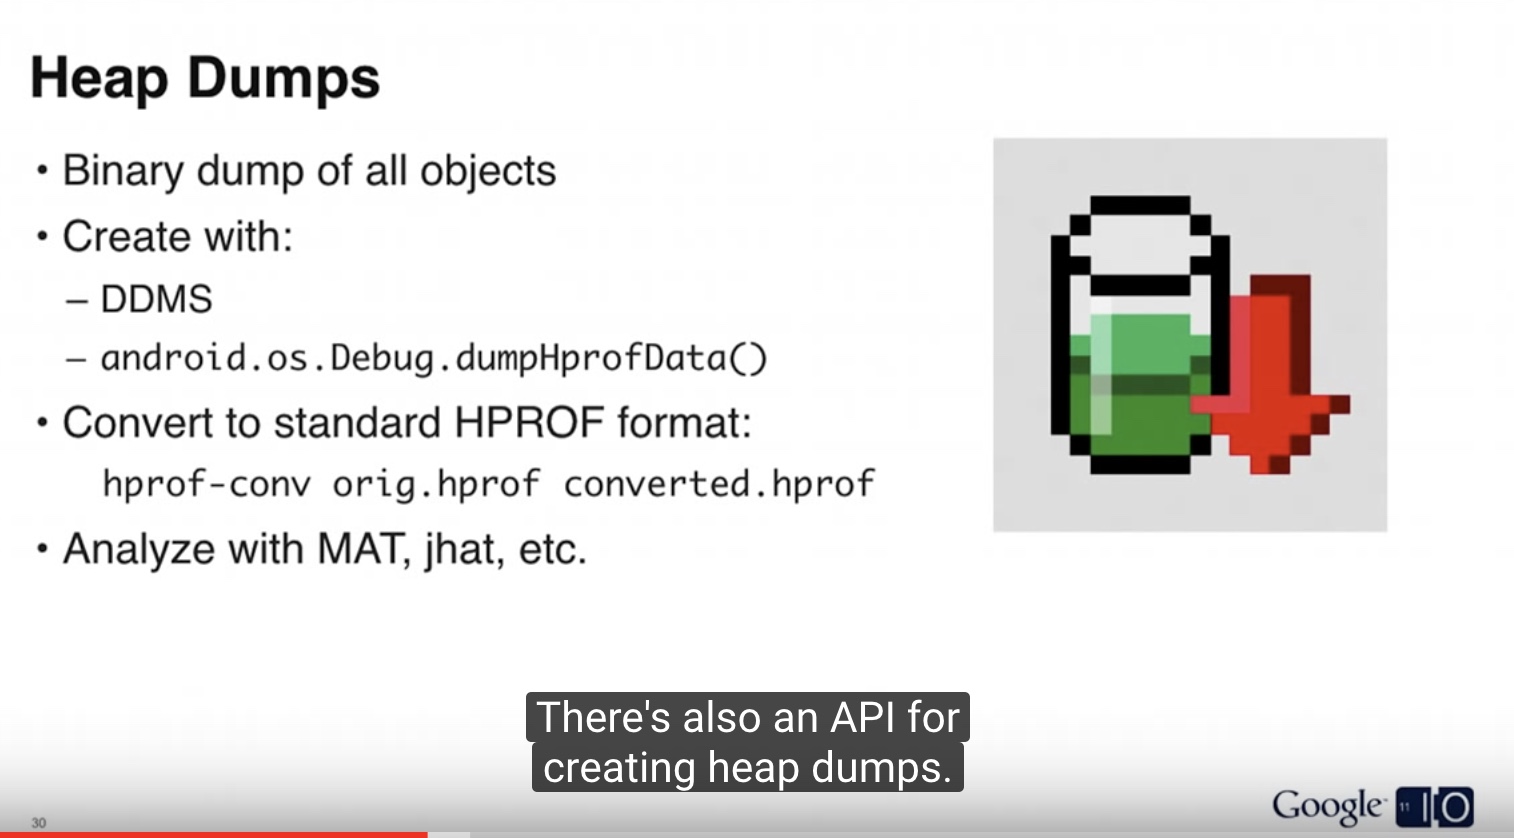 Heap Dumps
• Binary dump of all objects
• Create with:
– DDMS
– android.os.Debug.dumpHprofData()
• Convert to standard HPROF format:
hprof-conv orig.hprof converted.hprof
• Analyze with MAT, jhat, etc.
There's also an API for
creating heap dumps.
30
Google 11 IO